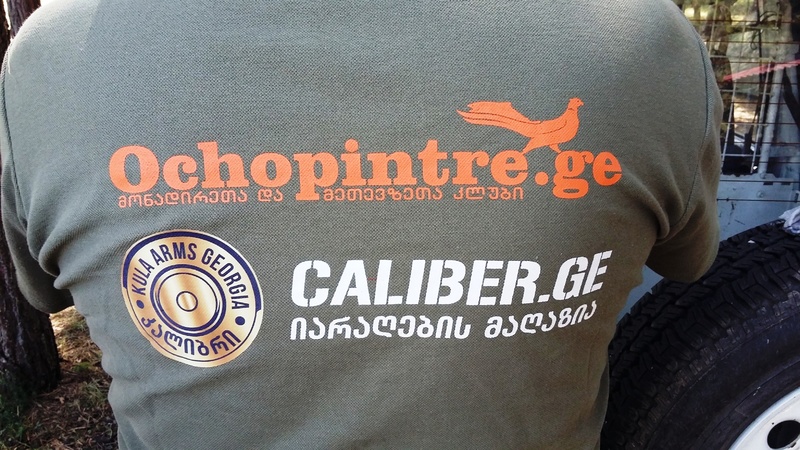 Ochopintre.ge
მონადირეთა და მეთევზეთა კლუბი
KULA ARMS GEORGIA
კალიბრი
CALIBER.GE
იარაღების მაღაზია